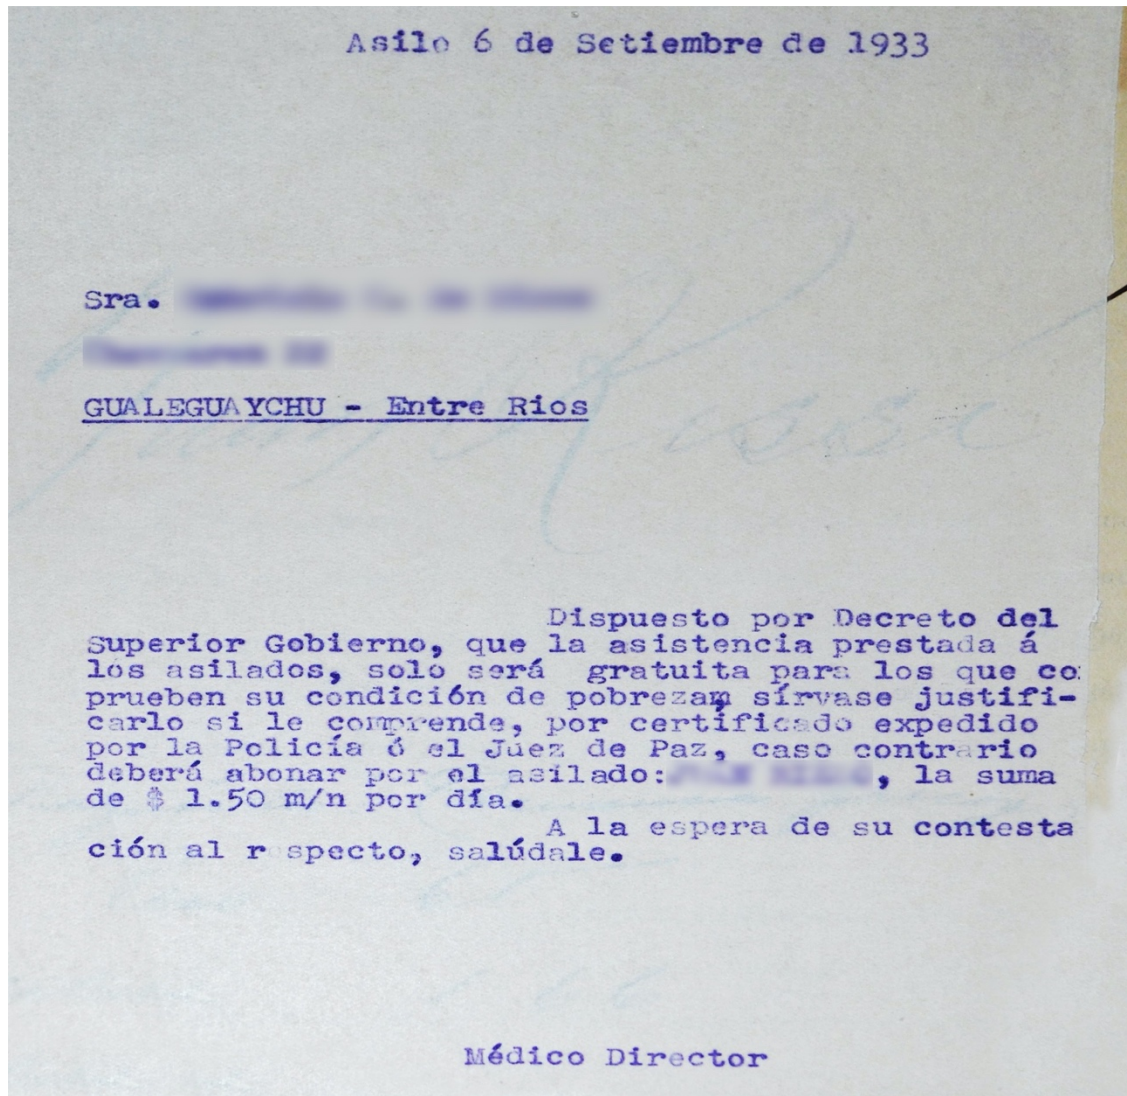 Asilo 6 de Setiembre de 1933
Sra.
GUALEGUAYCHU - Entre Rios
Dispuesto por Decreto del
Superior Gobierno, que la asistencia prestada á
los asilados, solo será gratuita para los que co
prueben su condición de pobrezam sírvase justifi-
carlo si le comprende, por certificado expedido
por la Policía ó el Juez de Paz, caso contrario
deberá abonar por el asilado: , la suma
de $ 1.50 m/n por día.
A la espera de su contesta
ción al r specto, salúdale.
Médico Director